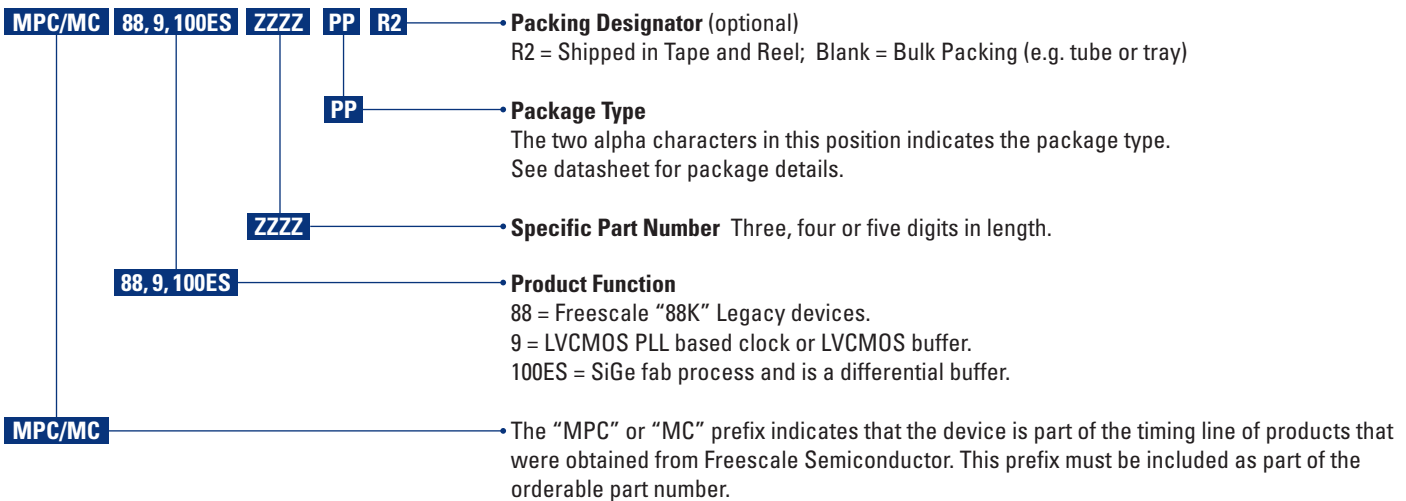 MPC/MC 88, 9, 100ES ZZZZ PP R2 Packing Designator (optional)
R2 = Shipped in Tape and Reel; Blank = Bulk Packing (e.g. tube or tray)
PP Package Type
The two alpha characters in this position indicates the package type.
See datasheet for package details.
ZZZZ Specific Part Number Three, four or five digits in length.
88, 9, 100ES Product Function
88 = Freescale “88K” Legacy devices.
9 = LVCMOS PLL based clock or LVCMOS buffer.
100ES = SiGe fab process and is a differential buffer.
MPC/MC The “MPC” or “MC” prefix indicates that the device is part of the timing line of products that
were obtained from Freescale Semiconductor. This prefix must be included as part of the
orderable part number.